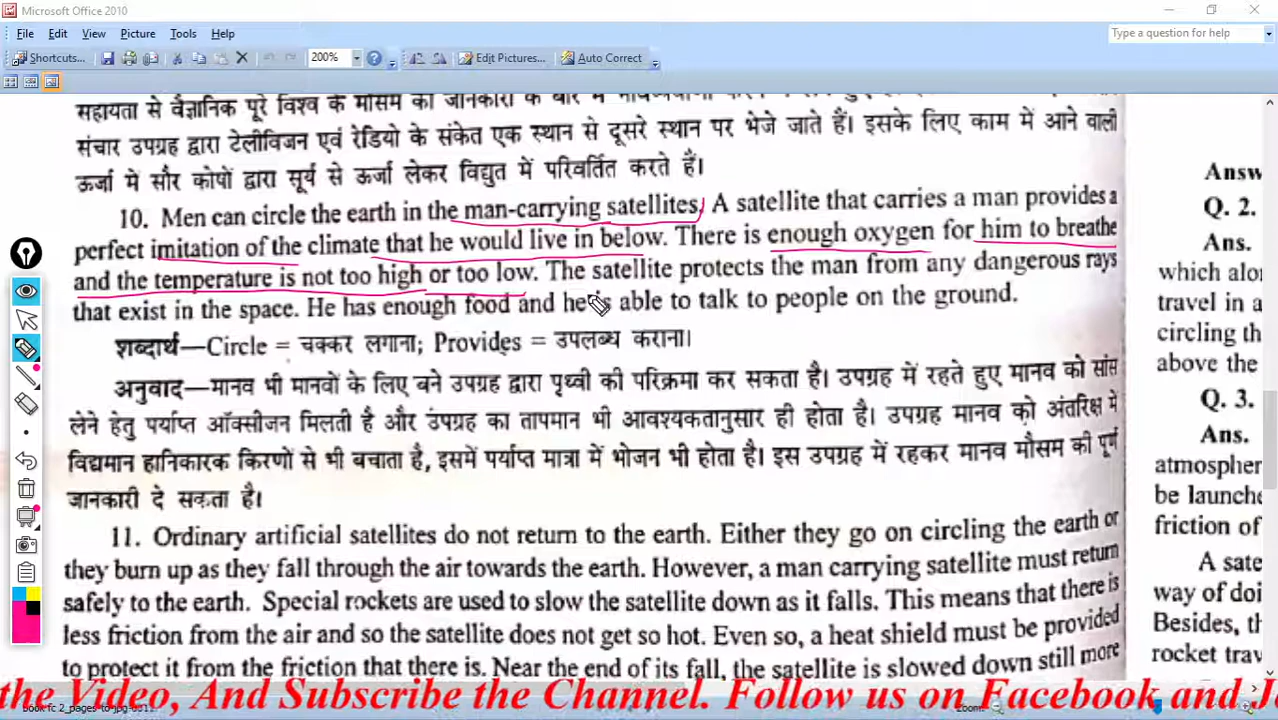 Microsoft Office 2010
File Edit View Picture Tools Help
Type a question for help
Shortcuts... 200% Edit Pictures... Auto Correct
सहायता से वैज्ञानिक पूरे विश्व के मौसम की जानकारी के बारे में
संचार उपग्रह द्वारा टेलीविजन एवं रेडियो के संकेत एक स्थान से दूसरे स्थान पर भेजे जाते हैं। इसके लिए काम में आने वाली
ऊर्जा में सौर कोषों द्वारा सूर्य से ऊर्जा लेकर विद्युत में परिवर्तित करते हैं।
10. Men can circle the earth in the man-carrying satellites. A satellite that carries a man provides a
perfect imitation of the climate that he would live in below. There is enough oxygen for him to breathe
and the temperature is not too high or too low. The satellite protects the man from any dangerous rays
that exist in the space. He has enough food and he is able to talk to people on the ground.
शब्दार्थ—Circle = चक्कर लगाना; Provides = उपलब्ध कराना।
अनुवाद—मानव भी मानवों के लिए बने उपग्रह द्वारा पृथ्वी की परिक्रमा कर सकता है। उपग्रह में रहते हुए मानव को सांस
लेने हेतु पर्याप्त ऑक्सीजन मिलती है और उपग्रह का तापमान भी आवश्यकतानुसार ही होता है। उपग्रह मानव को अंतरिक्ष में
विद्यमान हानिकारक किरणों से भी बचाता है, इसमें पर्याप्त मात्रा में भोजन भी होता है। इस उपग्रह में रहकर मानव मौसम की पूर्ण
जानकारी दे सकता है।
11. Ordinary artificial satellites do not return to the earth. Either they go on circling the earth or
they burn up as they fall through the air towards the earth. However, a man carrying satellite must return
safely to the earth. Special rockets are used to slow the satellite down as it falls. This means that there is
less friction from the air and so the satellite does not get so hot. Even so, a heat shield must be provided
to protect it from the friction that there is. Near the end of its fall, the satellite is slowed down still more
Answ
Q. 2.
Ans.
which alon
travel in a
circling th
above the
Q. 3.
Ans.
atmospher
be launche
friction of
A sate
way of doi
Besides, th
rocket trav
the Video, And Subscribe the Channel. Follow us on Facebook and J
Zoom: